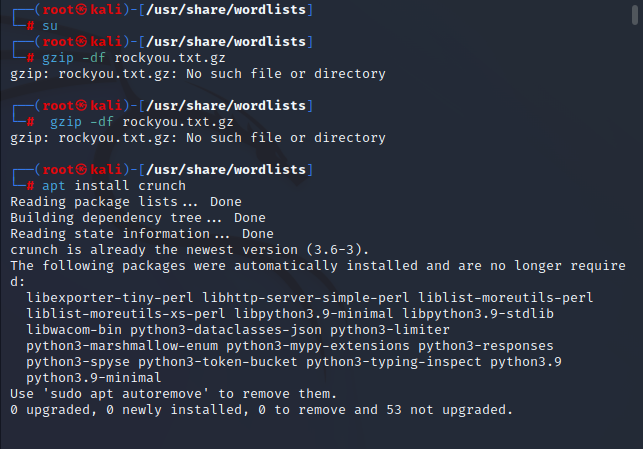 ┌──(root㉿kali)-[/usr/share/wordlists]
└─# su
┌──(root㉿kali)-[/usr/share/wordlists]
└─# gzip -df rockyou.txt.gz
gzip: rockyou.txt.gz: No such file or directory
┌──(root㉿kali)-[/usr/share/wordlists]
└─#  gzip -df rockyou.txt.gz
gzip: rockyou.txt.gz: No such file or directory
┌──(root㉿kali)-[/usr/share/wordlists]
└─# apt install crunch
Reading package lists... Done
Building dependency tree... Done
Reading state information... Done
crunch is already the newest version (3.6-3).
The following packages were automatically installed and are no longer require
d:
  libexporter-tiny-perl libhttp-server-simple-perl liblist-moreutils-perl
  liblist-moreutils-xs-perl libpython3.9-minimal libpython3.9-stdlib
  libwacom-bin python3-dataclasses-json python3-limiter
  python3-marshmallow-enum python3-mypy-extensions python3-responses
  python3-spyse python3-token-bucket python3-typing-inspect python3.9
  python3.9-minimal
Use 'sudo apt autoremove' to remove them.
0 upgraded, 0 newly installed, 0 to remove and 53 not upgraded.